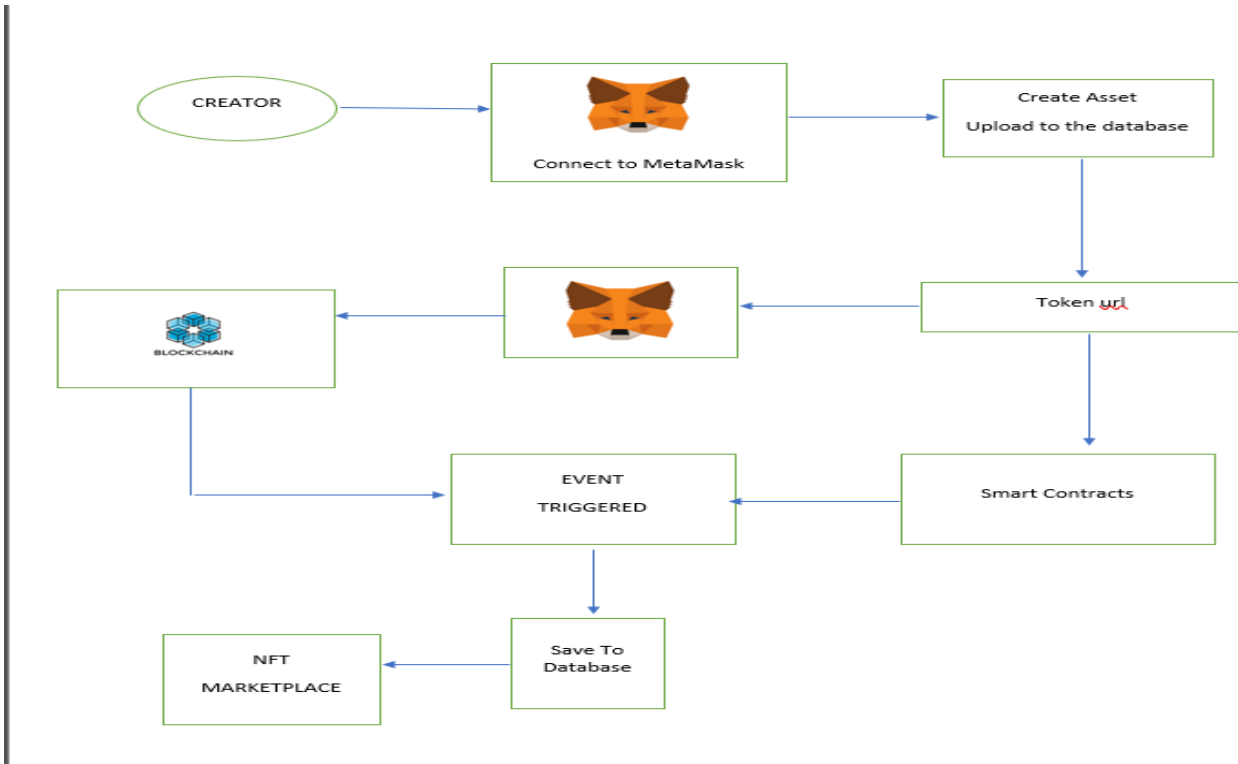 CREATOR
Connect to MetaMask
Create Asset
Upload to the database
BLOCKCHAIN
Token url
EVENT
TRIGGERED
Smart Contracts
NFT
MARKETPLACE
Save To
Database